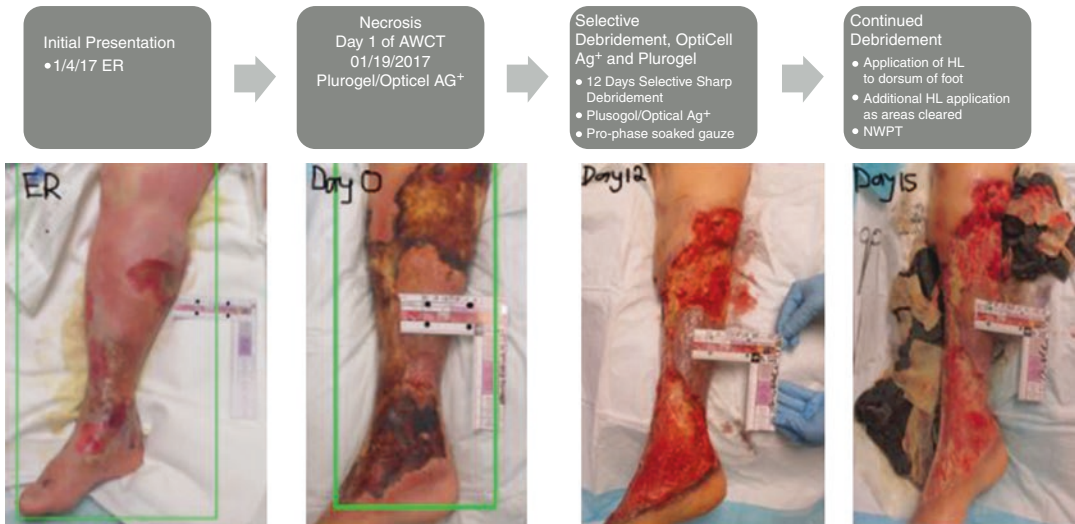 Initial Presentation
•1/4/17 ER
Necrosis
Day 1 of AWCT
01/19/2017
Plurogel/Opticel AG⁺
Selective
Debridement, OptiCell
Ag⁺ and Plurogel
• 12 Days Selective Sharp
Debridement
• Plusogol/Optical Ag⁺
• Pro-phase soaked gauze
Continued
Debridement
• Application of HL
to dorsum of foot
• Additional HL application
as areas cleared
• NWPT
ER
Day 0
Day 12
Day 15